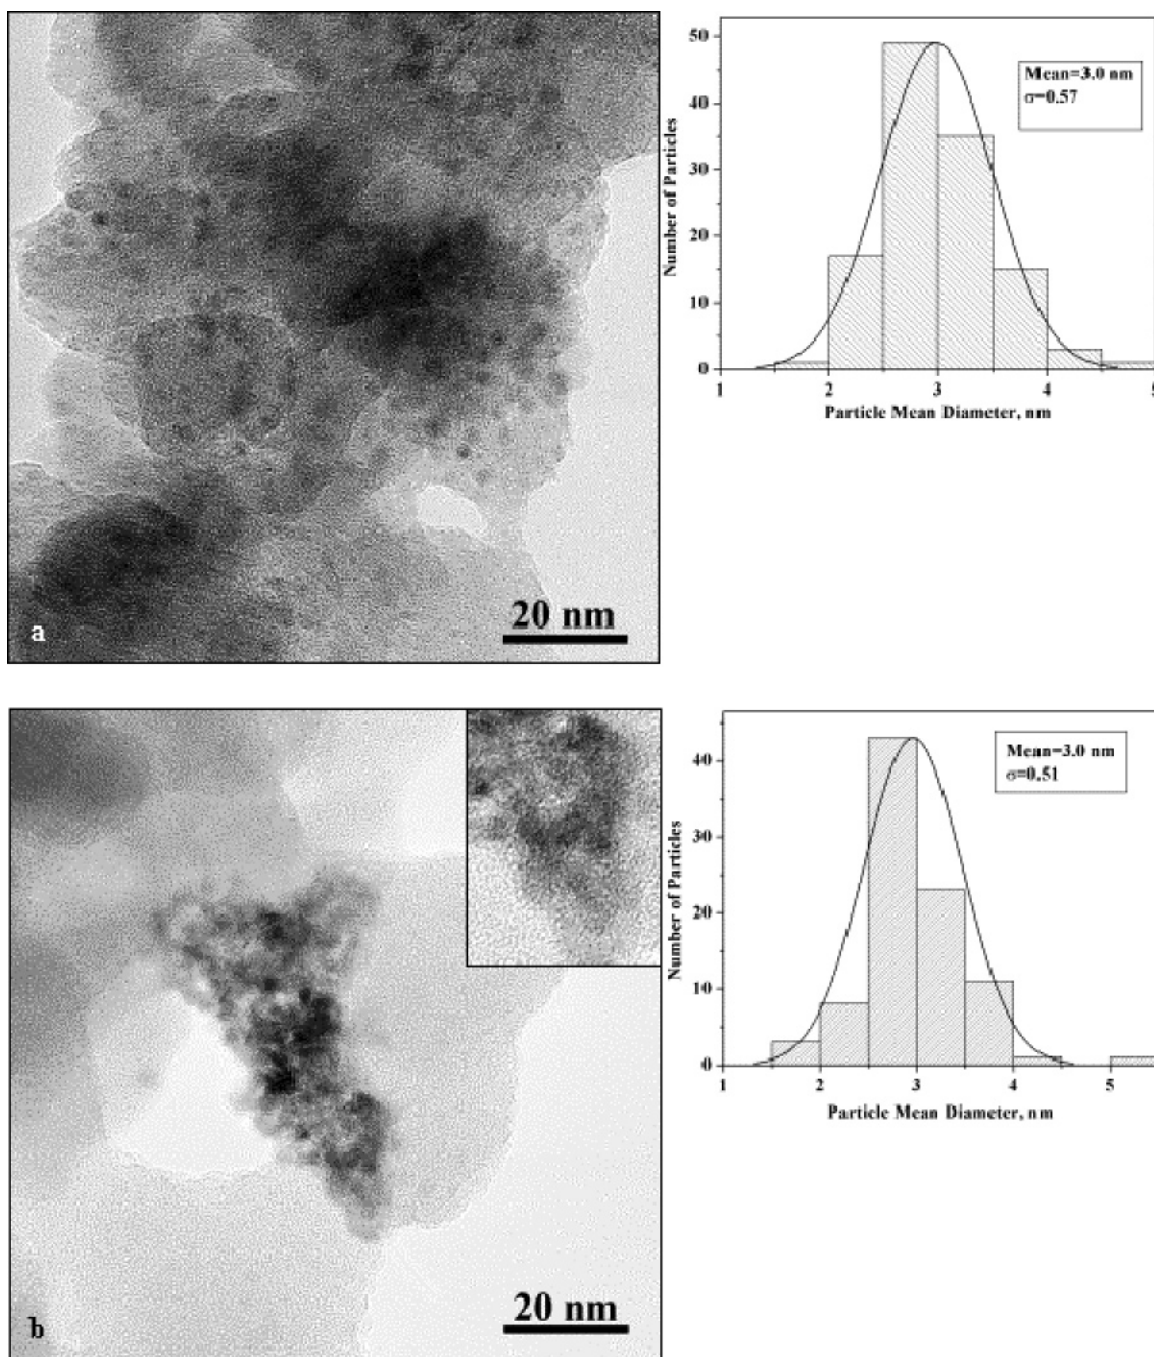 50
40
30
20
10
0
Number of Particles
Mean=3.0 nm
σ=0.57
1 2 3 4 5
Particle Mean Diameter, nm
20 nm
a
40
30
20
10
0
Number of Particles
Mean=3.0 nm
σ=0.51
1 2 3 4 5
Particle Mean Diameter, nm
20 nm
b